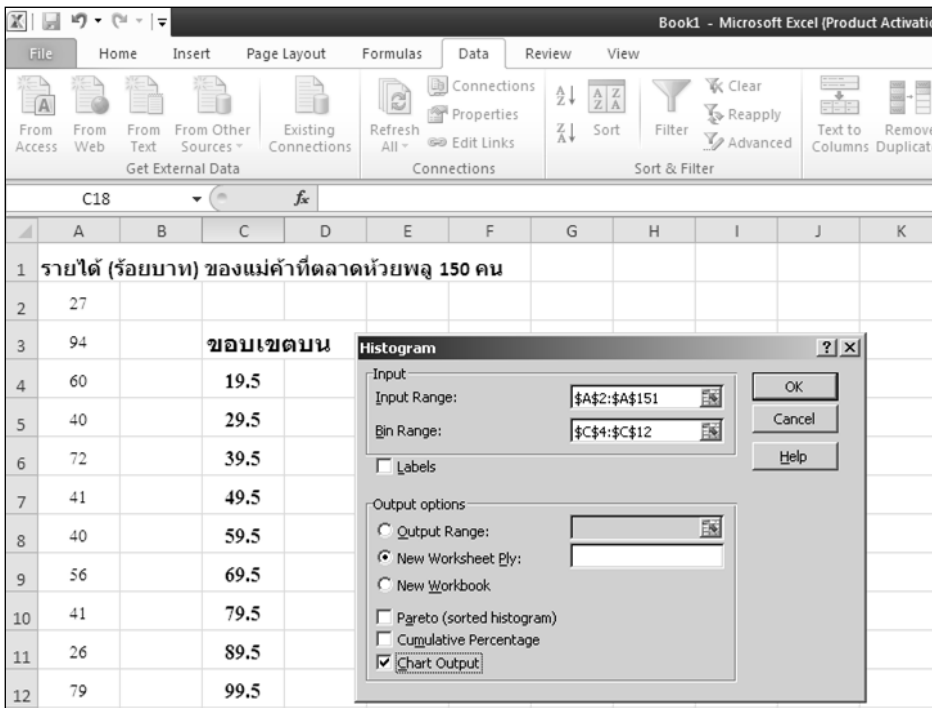 Book1 - Microsoft Excel (Product Activatio
File Home Insert Page Layout Formulas Data Review View
From Access
From Web
From Text
From Other Sources
Existing Connections
Get External Data
Refresh All
Connections
Properties
Edit Links
Connections
Sort
Filter
Clear
Reapply
Advanced
Sort & Filter
Text to Columns
Remove Duplicat
C18 fx
A B C D E F G H I J K
1 รายได้ (ร้อยบาท) ของแม่ค้าที่ตลาดห้วยพลู 150 คน
2 27
3 94 ขอบเขตบน
4 60 19.5
5 40 29.5
6 72 39.5
7 41 49.5
8 40 59.5
9 56 69.5
10 41 79.5
11 26 89.5
12 79 99.5
Histogram
Input
Input Range: $A$2:$A$151
Bin Range: $C$4:$C$12
Labels
OK
Cancel
Help
Output options
Output Range:
New Worksheet Ply:
New Workbook
Pareto (sorted histogram)
Cumulative Percentage
Chart Output